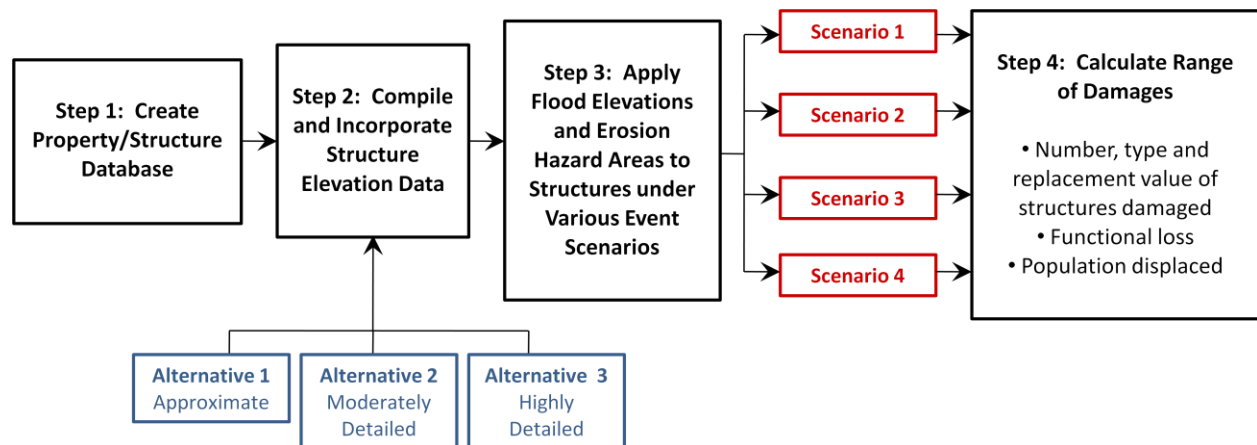 Step 1:  Create
Property/Structure
Database
Step 2:  Compile
and Incorporate
Structure
Elevation Data
Step 3:  Apply
Flood Elevations
and Erosion
Hazard Areas to
Structures under
Various Event
Scenarios
Scenario 1
Scenario 2
Scenario 3
Scenario 4
Step 4:  Calculate Range
of Damages
• Number, type and
replacement value of
structures damaged
• Functional loss
• Population displaced
Alternative 1
Approximate
Alternative 2
Moderately
Detailed
Alternative  3
Highly
Detailed